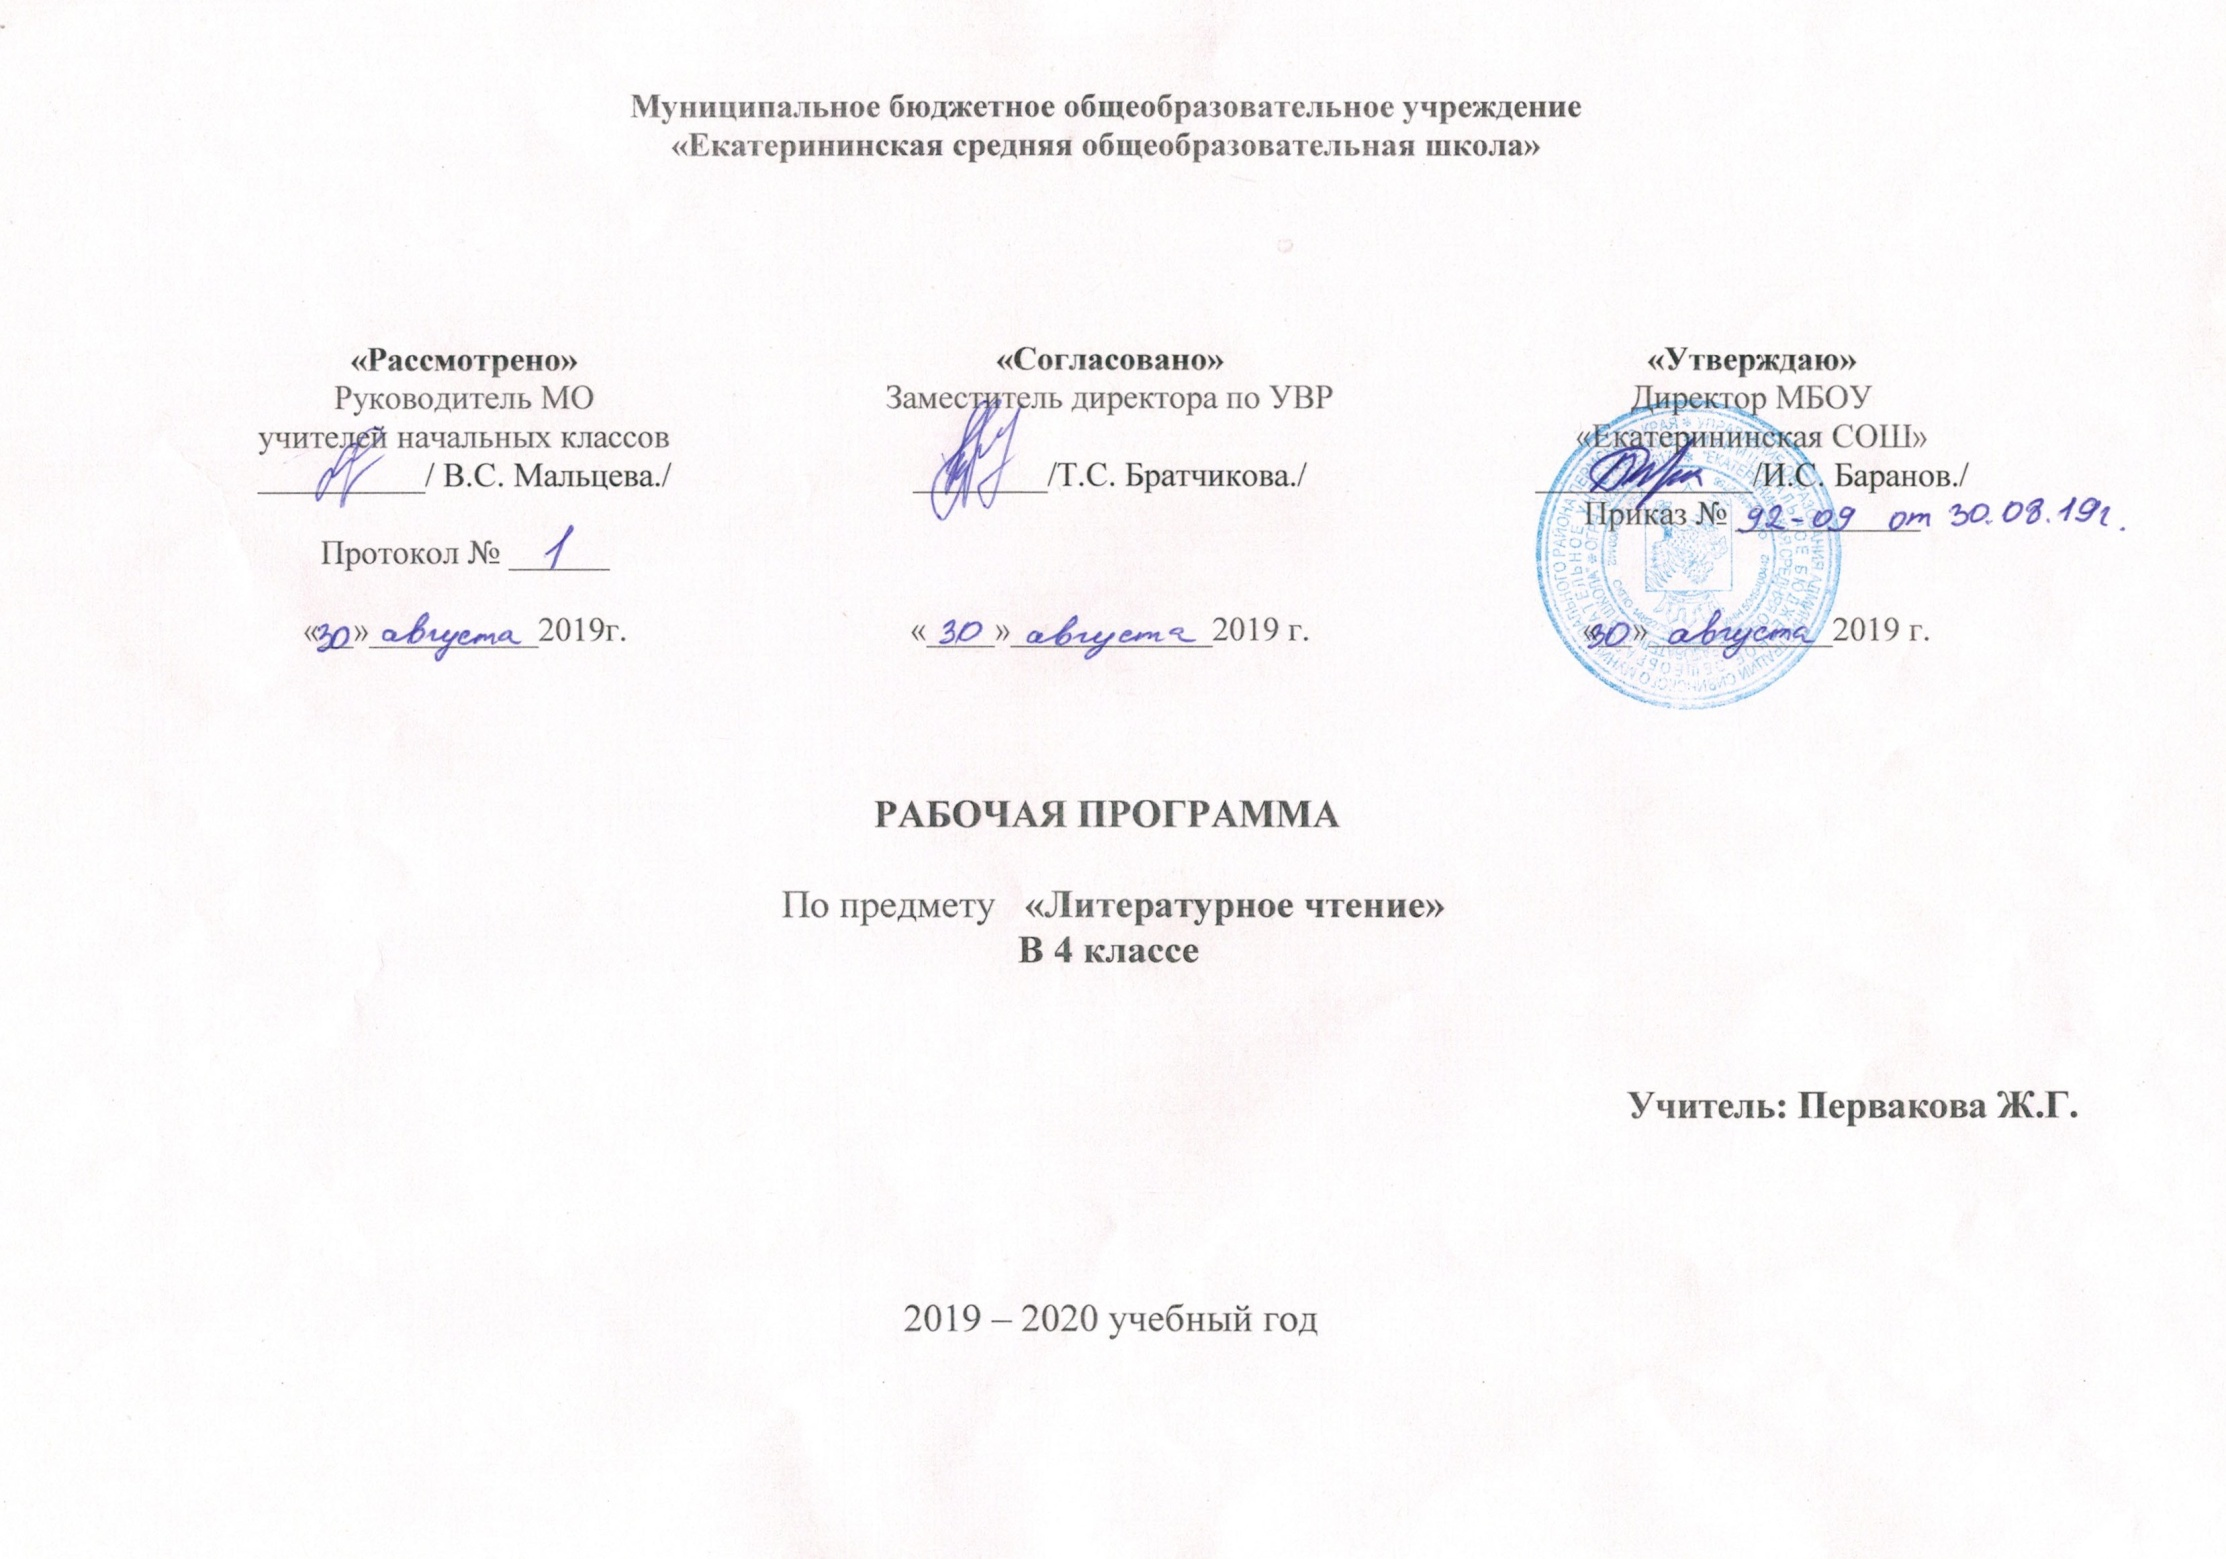 Муниципальное бюджетное общеобразовательное учреждение
«Екатерининская средняя общеобразовательная школа»
«Рассмотрено»
Руководитель МО
учителей начальных классов
__________/ В.С. Мальцева./
Протокол № 1
«30» августа 2019г.
«Согласовано»
Заместитель директора по УВР
________/Т.С. Братчикова./
«30» августа 2019 г.
«Утверждаю»
Директор МБОУ
«Екатерининская СОШ»
_____________/И.С. Баранов./
Приказ № 92-09 от 30.08.19г.
«30» августа 2019 г.
РАБОЧАЯ ПРОГРАММА
По предмету «Литературное чтение»
В 4 классе
Учитель: Первакова Ж.Г.
2019 – 2020 учебный год